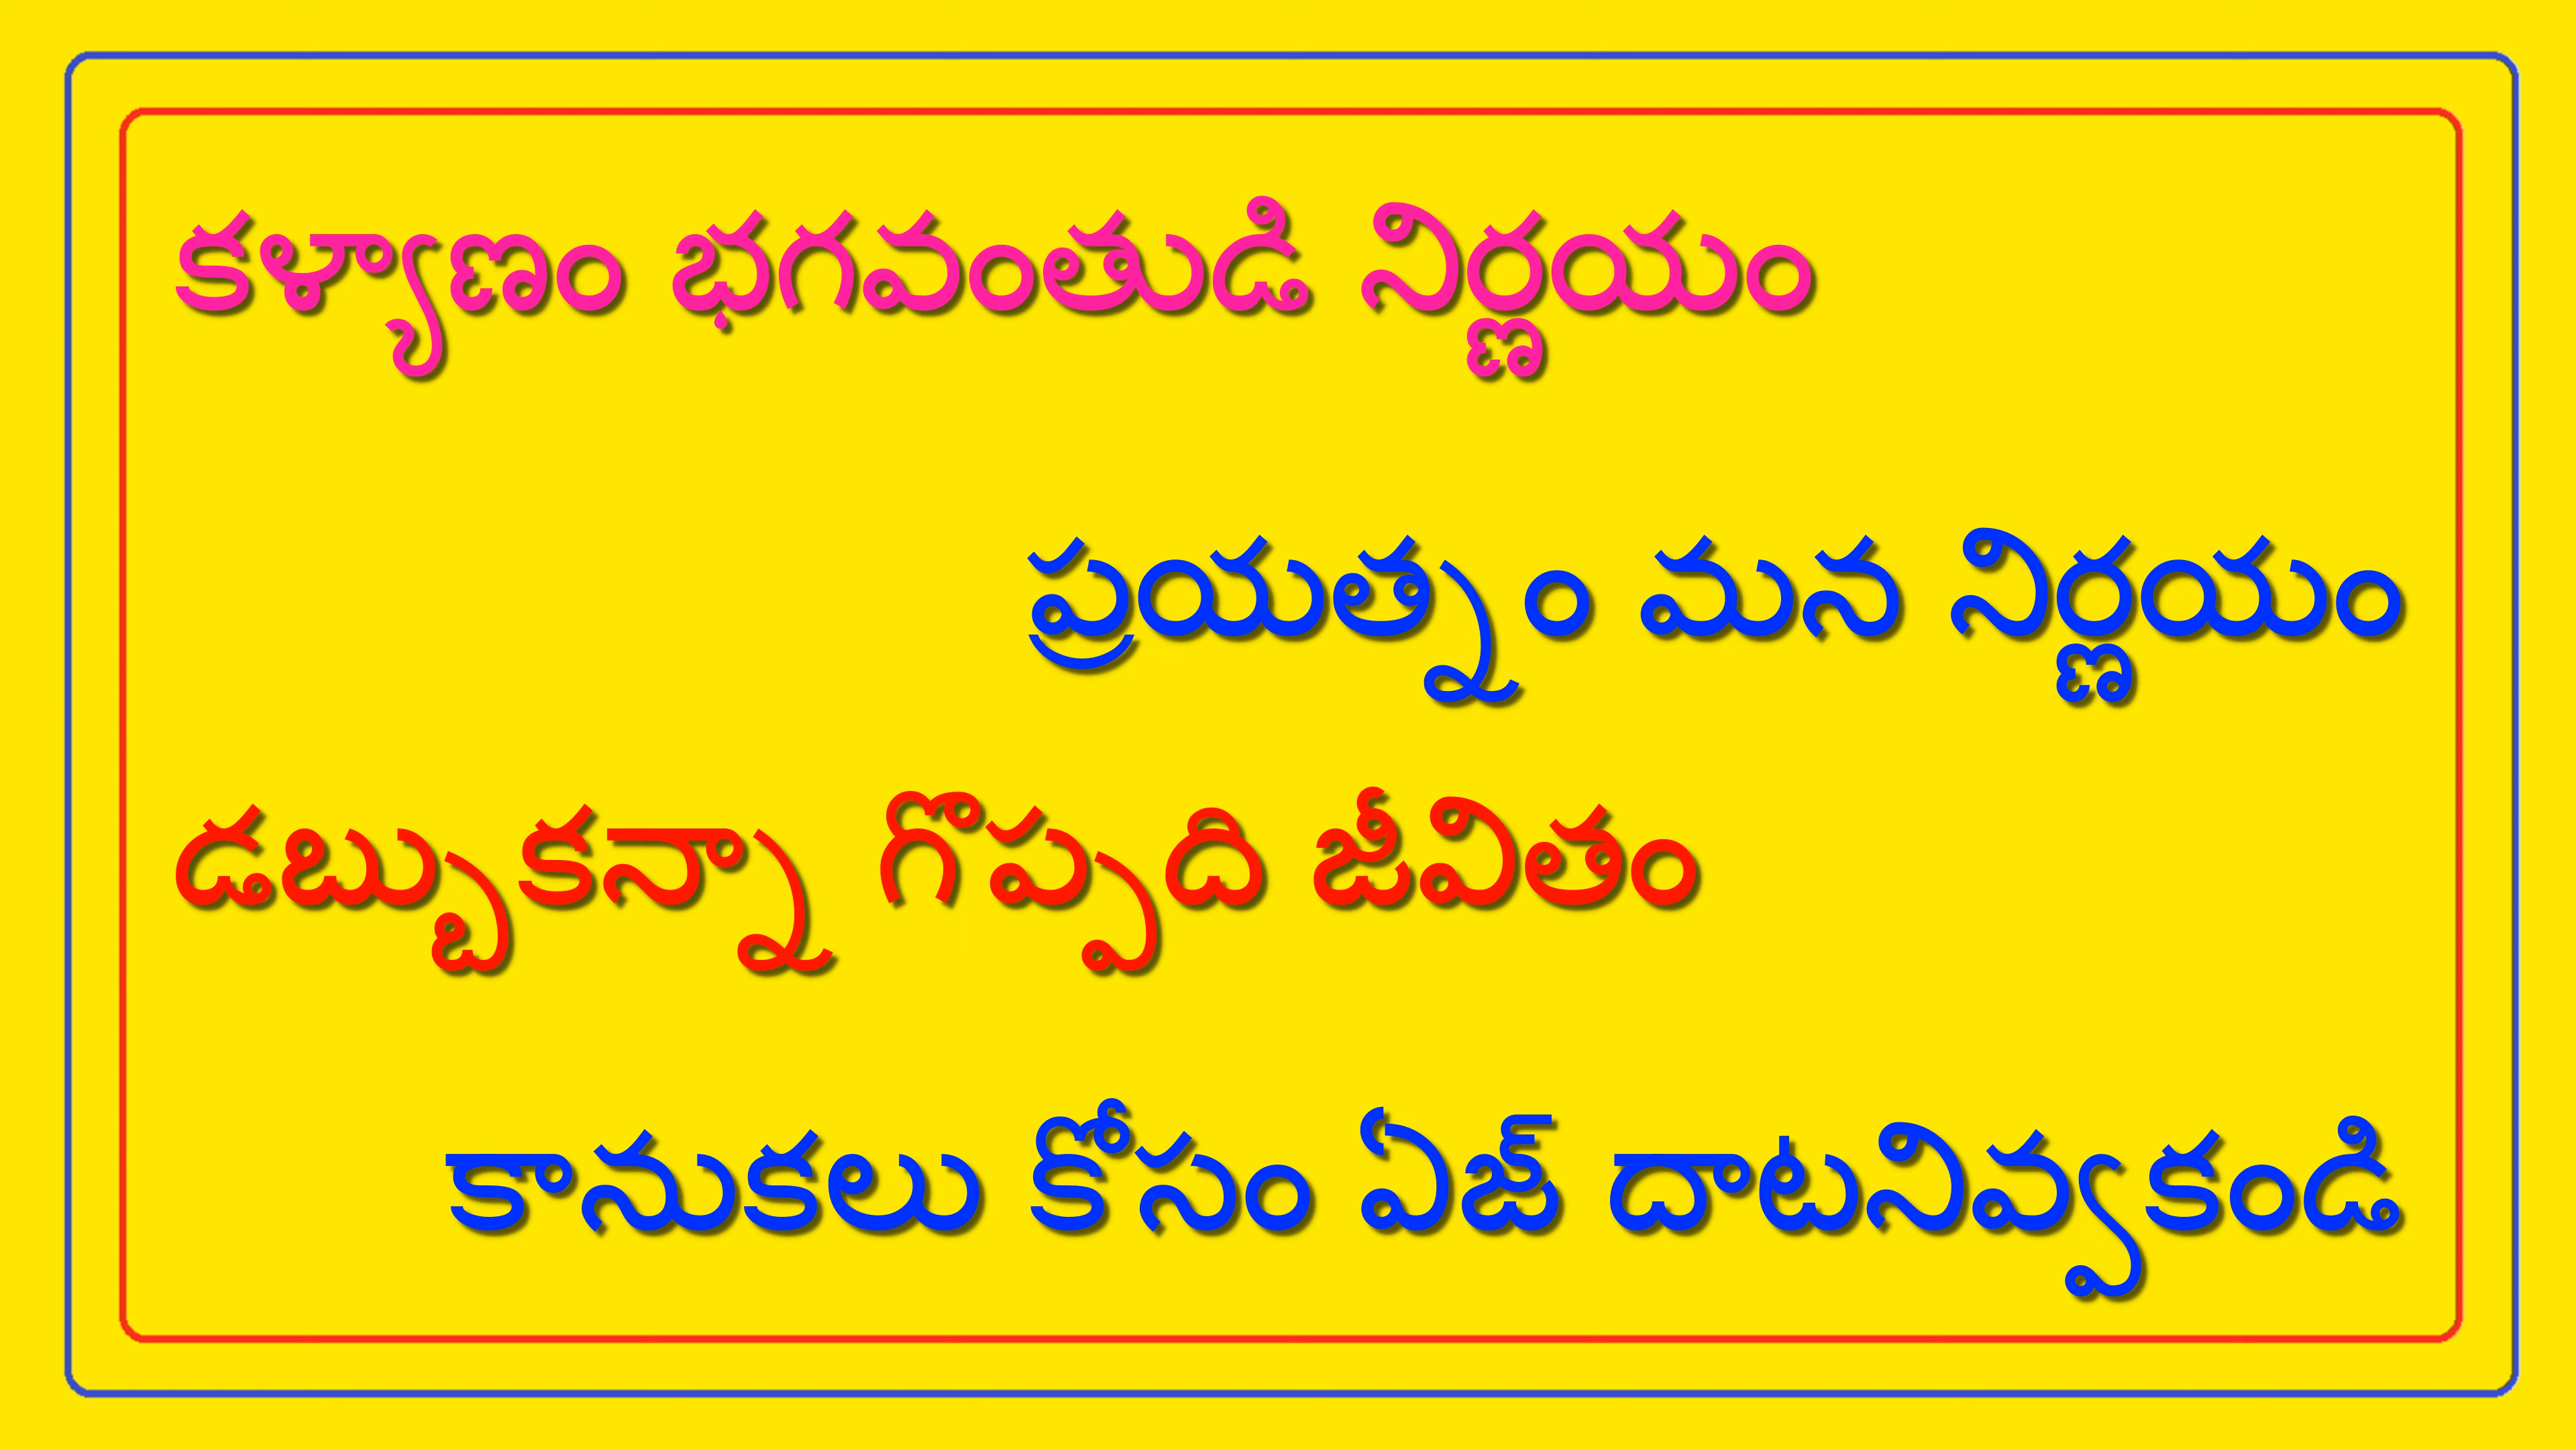 కళ్యాణం భగవంతుడి నిర్ణయం
ప్రయత్నం మన నిర్ణయం
డబ్బుకన్నా గొప్పది జీవితం
కానుకలు కోసం ఏజ్ దాటనివ్వకండి